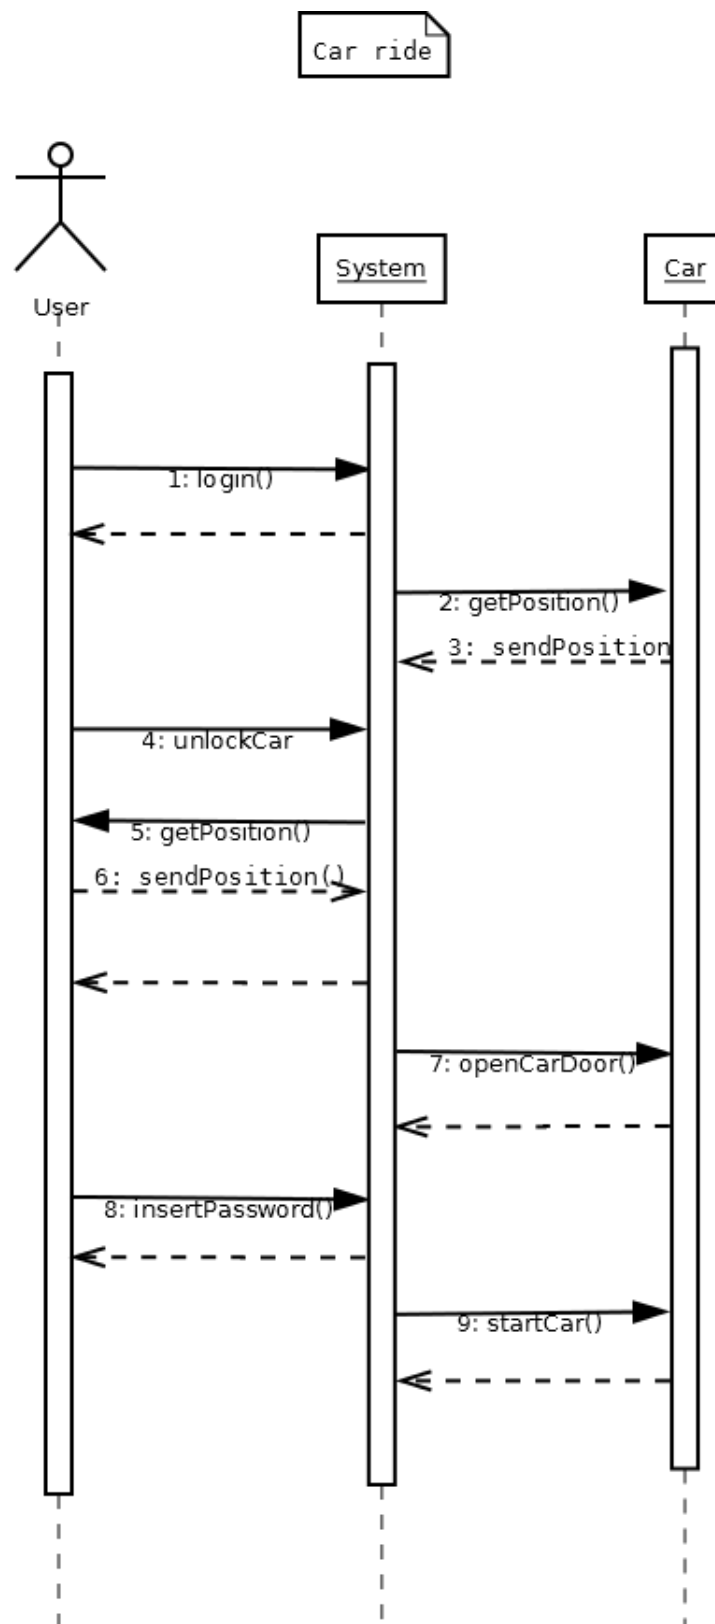 Car ride
User
System
Car
1: login()
2: getPosition()
3: sendPosition
4: unlockCar
5: getPosition()
6: sendPosition()
7: openCarDoor()
8: insertPassword()
9: startCar()